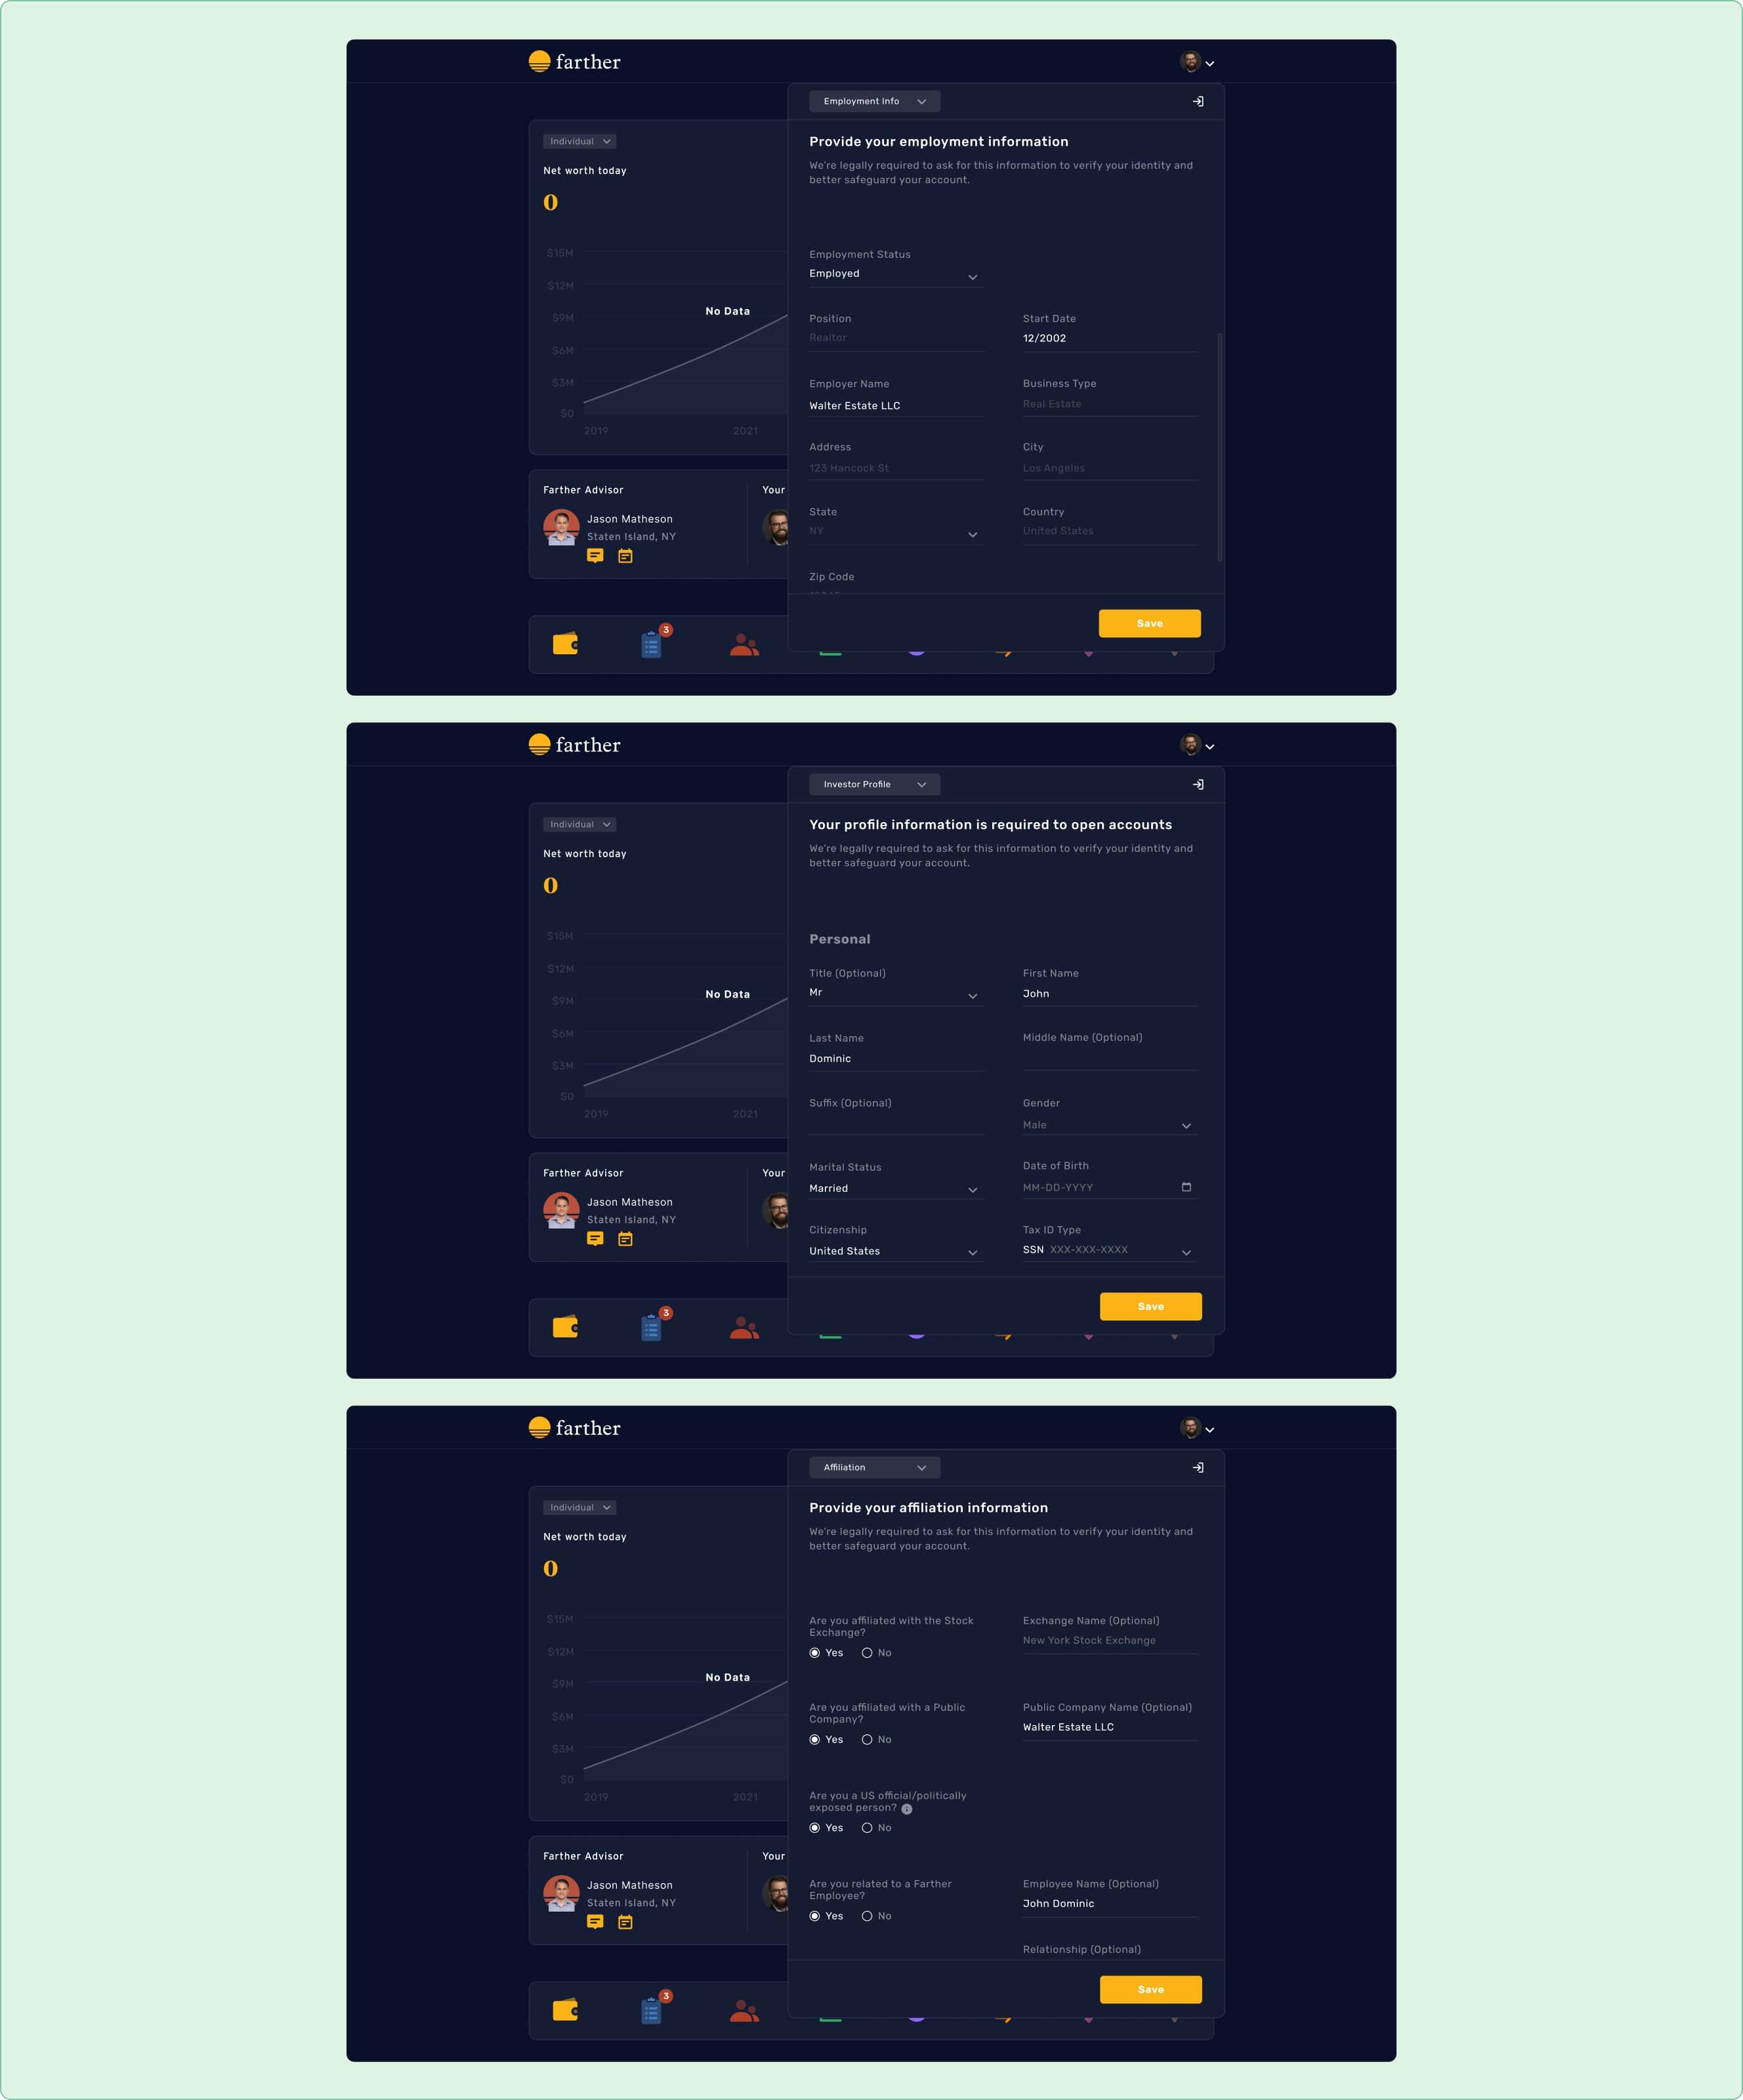 farther
Employment Info
Individual
Net worth today
0
$15M
$12M
$9M
$6M
$3M
$0
No Data
2019
2021
Farther Advisor
Jason Matheson
Staten Island, NY
Your
3
Provide your employment information
We're legally required to ask for this information to verify your identity and
better safeguard your account.
Employment Status
Employed
Position
Realtor
Start Date
12/2002
Employer Name
Walter Estate LLC
Business Type
Real Estate
Address
123 Hancock St
City
Los Angeles
State
NY
Country
United States
Zip Code
Save
farther
Investor Profile
Individual
Net worth today
0
$15M
$12M
$9M
$6M
$3M
$0
No Data
2019
2021
Farther Advisor
Jason Matheson
Staten Island, NY
Your
3
Your profile information is required to open accounts
We're legally required to ask for this information to verify your identity and
better safeguard your account.
Personal
Title (Optional)
Mr
First Name
John
Last Name
Dominic
Middle Name (Optional)
Suffix (Optional)
Gender
Male
Marital Status
Married
Date of Birth
MM-DD-YYYY
Citizenship
United States
Tax ID Type
SSN XXX-XXX-XXXX
Save
farther
Affiliation
Individual
Net worth today
0
$15M
$12M
$9M
$6M
$3M
$0
No Data
2019
2021
Farther Advisor
Jason Matheson
Staten Island, NY
Your
3
Provide your affiliation information
We're legally required to ask for this information to verify your identity and
better safeguard your account.
Are you affiliated with the Stock
Exchange?
Yes No
Exchange Name (Optional)
New York Stock Exchange
Are you affiliated with a Public
Company?
Yes No
Public Company Name (Optional)
Walter Estate LLC
Are you a US official/politically
exposed person?
Yes No
Are you related to a Farther
Employee?
Yes No
Employee Name (Optional)
John Dominic
Relationship (Optional)
Save